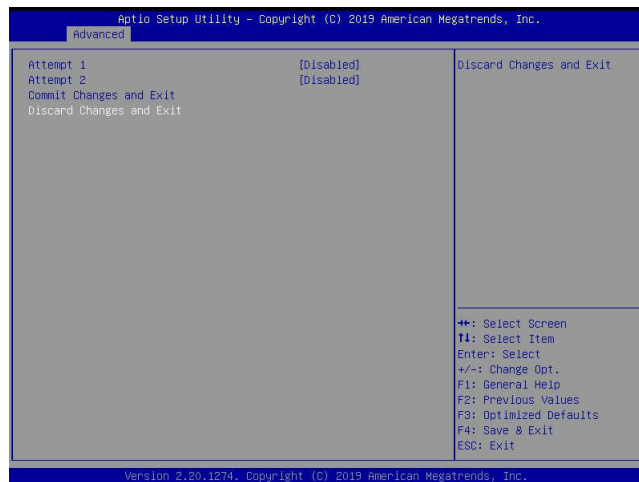 Aptio Setup Utility – Copyright (C) 2019 American Megatrends, Inc.
Advanced
Attempt 1 [Disabled]
Attempt 2 [Disabled]
Commit Changes and Exit
Discard Changes and Exit
Discard Changes and Exit
→←: Select Screen
↑↓: Select Item
Enter: Select
+/-: Change Opt.
F1: General Help
F2: Previous Values
F3: Optimized Defaults
F4: Save & Exit
ESC: Exit
Version 2.20.1274. Copyright (C) 2019 American Megatrends, Inc.